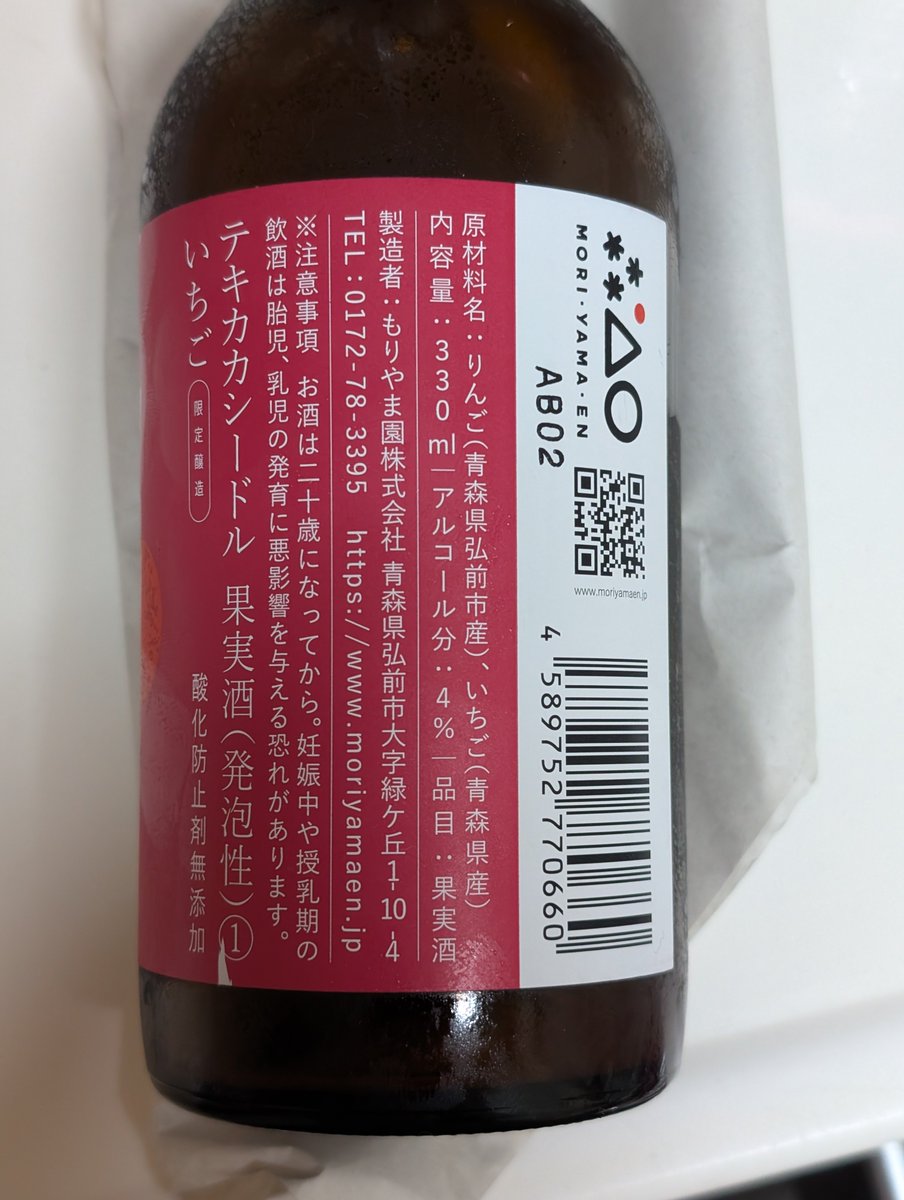 MORI・YAMA・EN
AB02
www.moriyamaen.jp
4 589752 770660
原材料名：りんご(青森県弘前市産)、いちご(青森県産)
内容量：330ml｜アルコール分：4%｜品目：果実酒
製造者：もりやま園株式会社 青森県弘前市大字緑ケ丘1-10-4
TEL：0172-78-3395 https://www.moriyamaen.jp
※注意事項 お酒は二十歳になってから。妊娠中や授乳期の
飲酒は胎児、乳児の発育に悪影響を与える恐れがあります。
テキカカシードル 果実酒(発泡性)①
いちご 限定醸造 酸化防止剤無添加